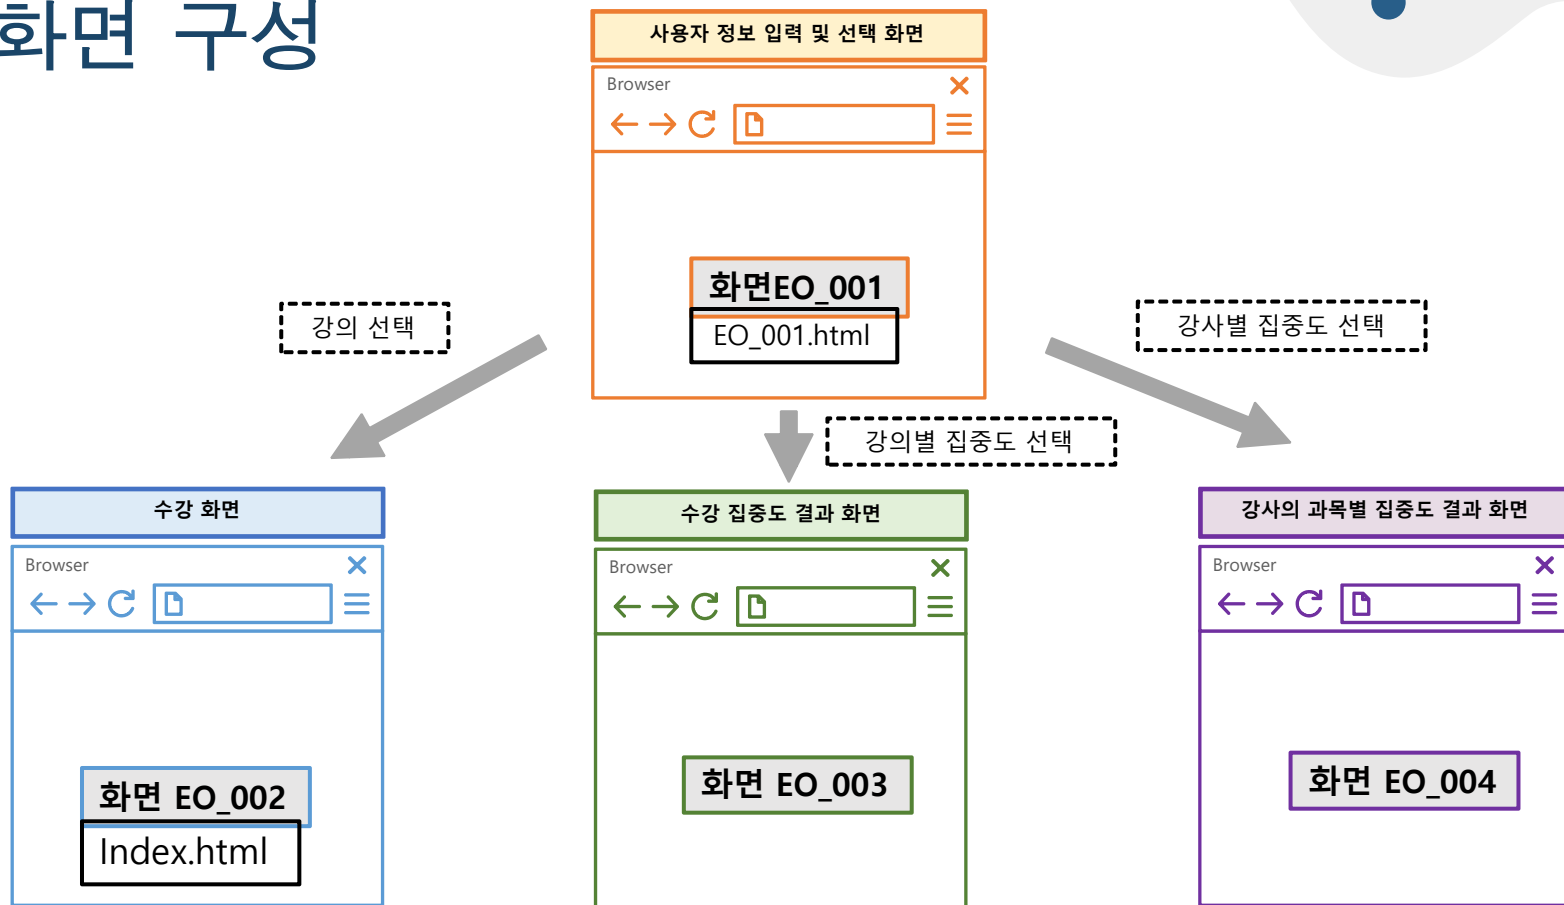 화면 구성
사용자 정보 입력 및 선택 화면
Browser
화면EO_001
EO_001.html
강의 선택
강사별 집중도 선택
강의별 집중도 선택
수강 화면
Browser
화면 EO_002
Index.html
수강 집중도 결과 화면
Browser
화면 EO_003
강사의 과목별 집중도 결과 화면
Browser
화면 EO_004